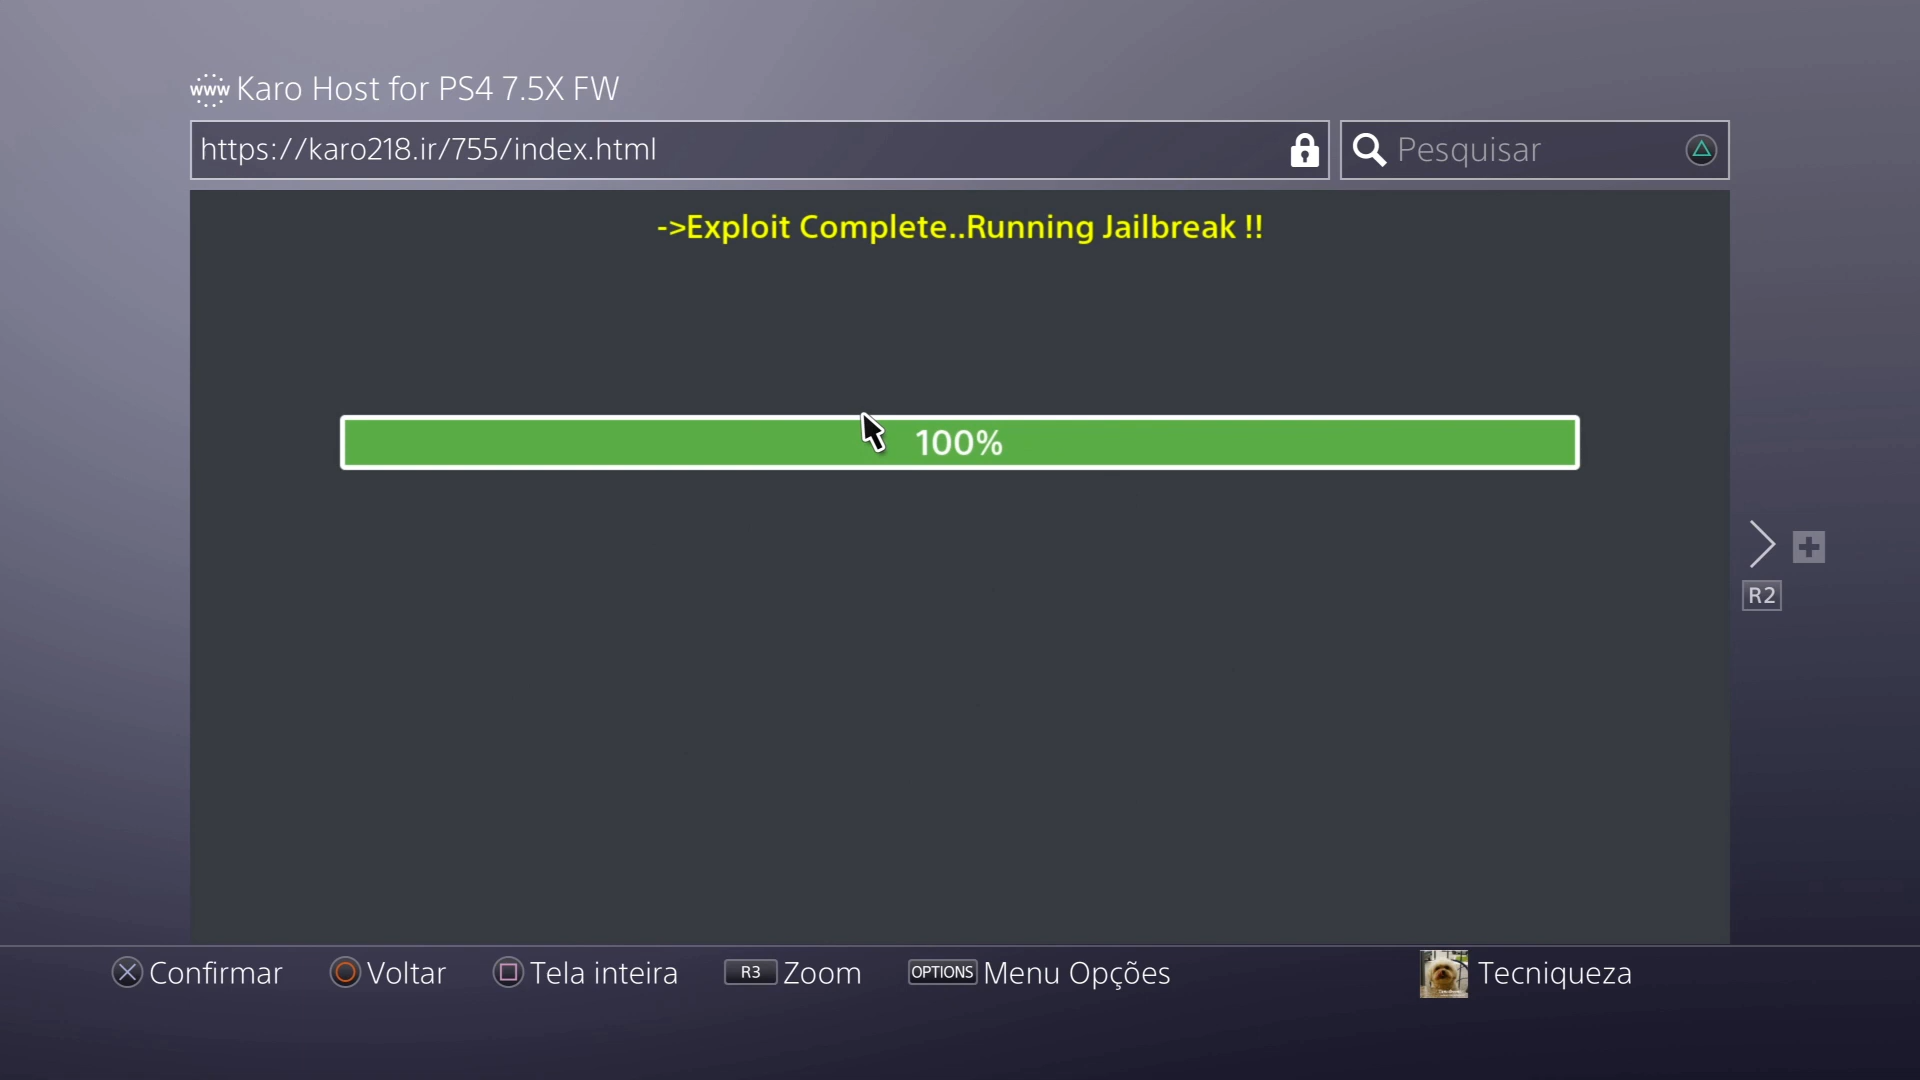 www Karo Host for PS4 7.5X FW
https://karo218.ir/755/index.html
Pesquisar
->Exploit Complete..Running Jailbreak !!
100%
R2
Confirmar Voltar Tela inteira R3 Zoom OPTIONS Menu Opções Tecniqueza